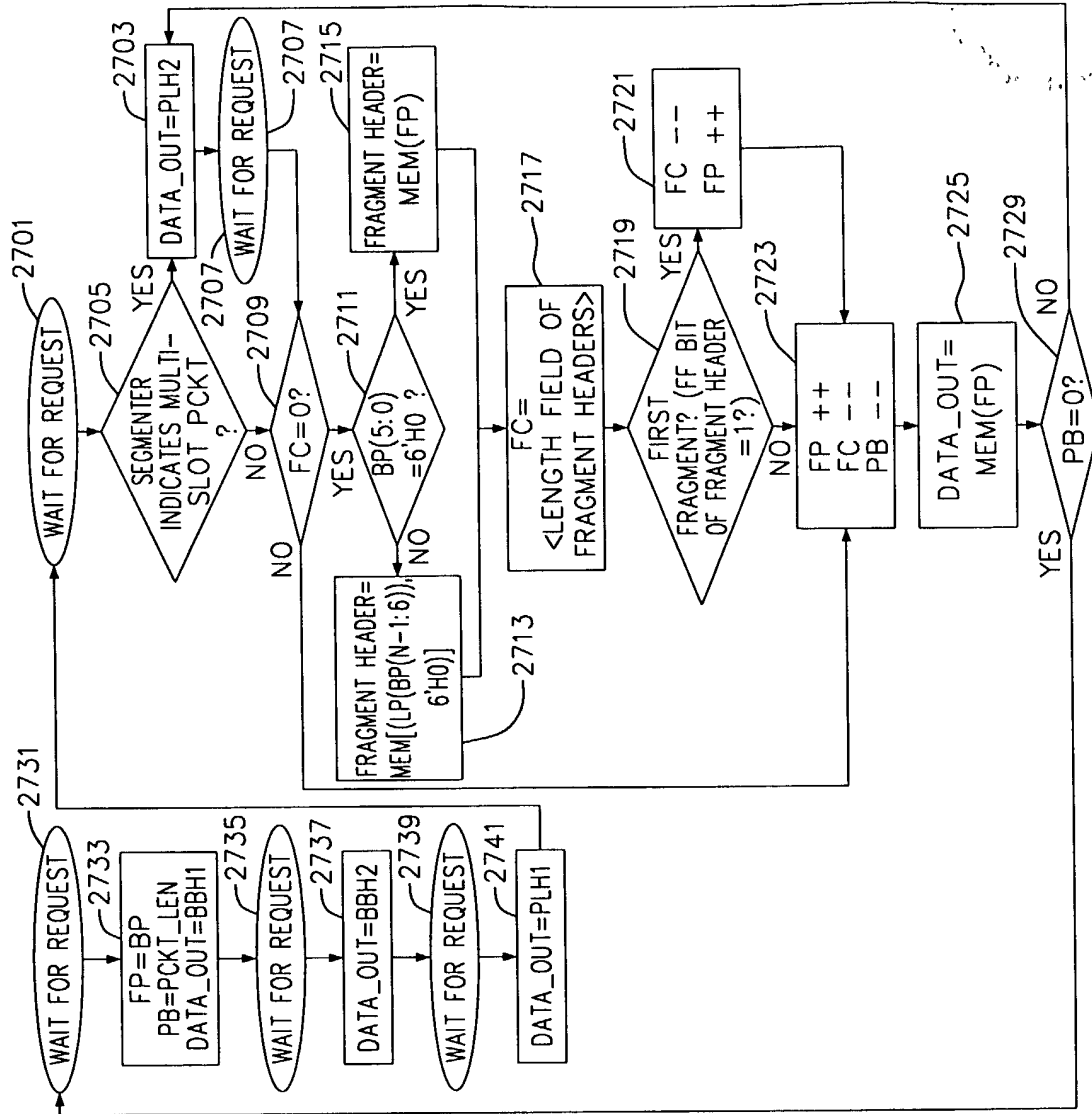 2731
WAIT FOR REQUEST
2733
FP=BP
PB=PCKT_LEN
DATA_OUT=BBH1
2735
WAIT FOR REQUEST
2737
DATA_OUT=BBH2
2739
WAIT FOR REQUEST
2741
DATA_OUT=PLH1
2701
WAIT FOR REQUEST
2705
SEGMENTER
INDICATES MULTI-
SLOT PCKT
?
YES
NO
2703
DATA_OUT=PLH2
2707
WAIT FOR REQUEST
2707
2709
FC=0?
NO
YES
2711
BP(5:0)
=6'H0 ?
YES
NO
2715
FRAGMENT HEADER=
MEM(FP)
FRAGMENT HEADER=
MEM[(LP(BP(N-1:6)),
6'H0)]
2713
2717
FC=
<LENGTH FIELD OF
FRAGMENT HEADERS>
2719
FIRST
FRAGMENT? (FF BIT
OF FRAGMENT HEADER
=1?)
YES
NO
2721
FC --
FP ++
2723
FP ++
FC --
PB --
2725
DATA_OUT=
MEM(FP)
2729
PB=0?
YES
NO